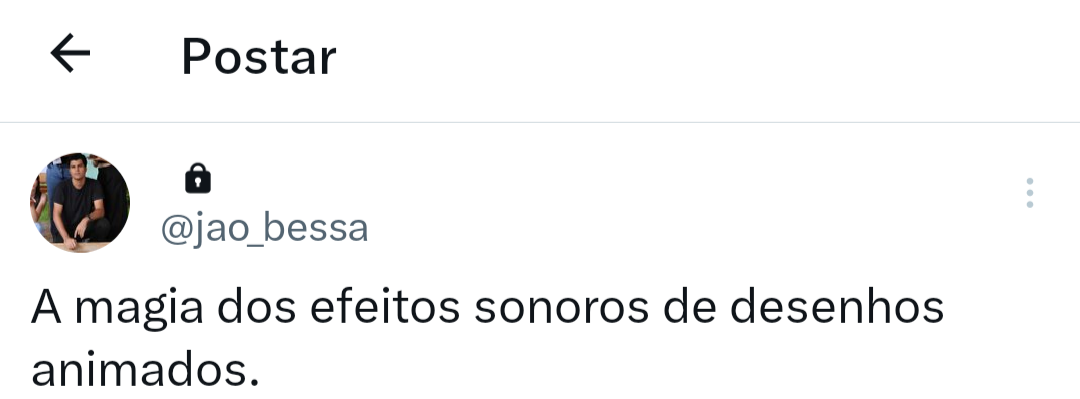 Postar
@jao_bessa
A magia dos efeitos sonoros de desenhos
animados.